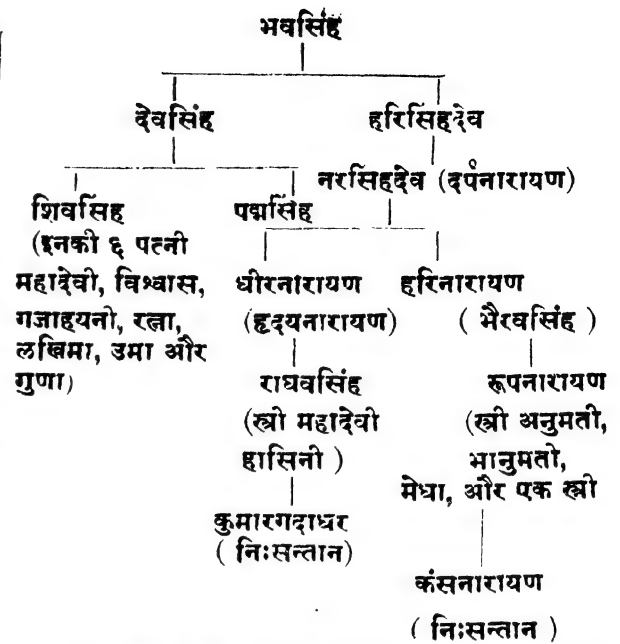 भवसिंह
देवसिंह हरिसिंहदेव
नरसिंहदेव (दर्पनारायण)
शिवसिंह पद्मसिंह
(इनकी ६ पत्नी
महादेवी, विश्वास, धीरनारायण हरिनारायण
गजाहयनो, रत्ना, (हृदयनारायण) ( भैरवसिंह )
लखिमा, उमा और
गुणा) राघवसिंह रूपनारायण
(स्त्री महादेवी (स्त्री अनुमती,
हासिनी ) भानुमतो,
मेधा, और एक स्त्री
कुमारगदाधर
( निःसन्तान)
कंसनारायण
( निःसन्तान )